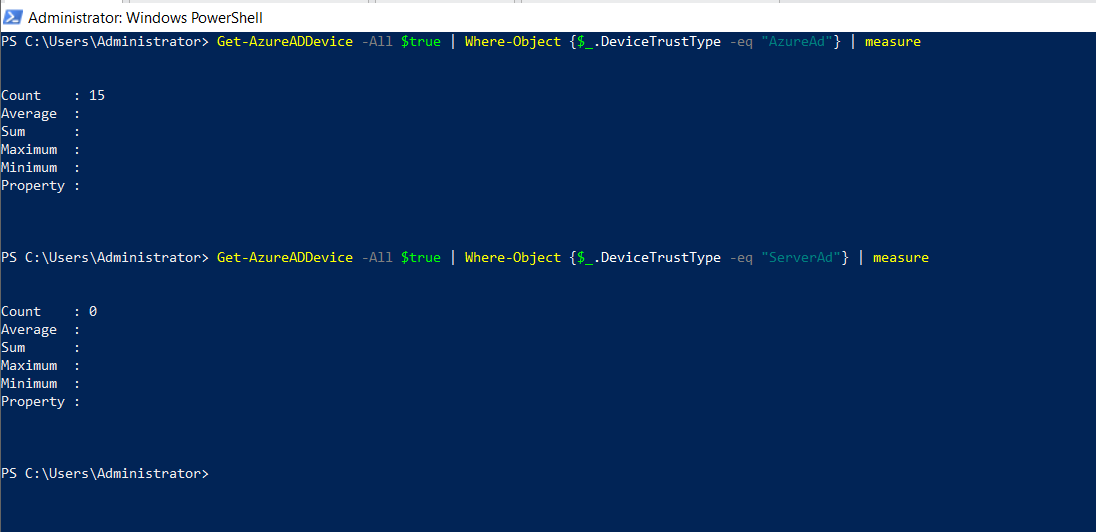 Administrator: Windows PowerShell
PS C:\Users\Administrator> Get-AzureADDevice -All $true | Where-Object {$_.DeviceTrustType -eq "AzureAd"} | measure
Count    : 15
Average  :
Sum      :
Maximum  :
Minimum  :
Property :
PS C:\Users\Administrator> Get-AzureADDevice -All $true | Where-Object {$_.DeviceTrustType -eq "ServerAd"} | measure
Count    : 0
Average  :
Sum      :
Maximum  :
Minimum  :
Property :
PS C:\Users\Administrator>